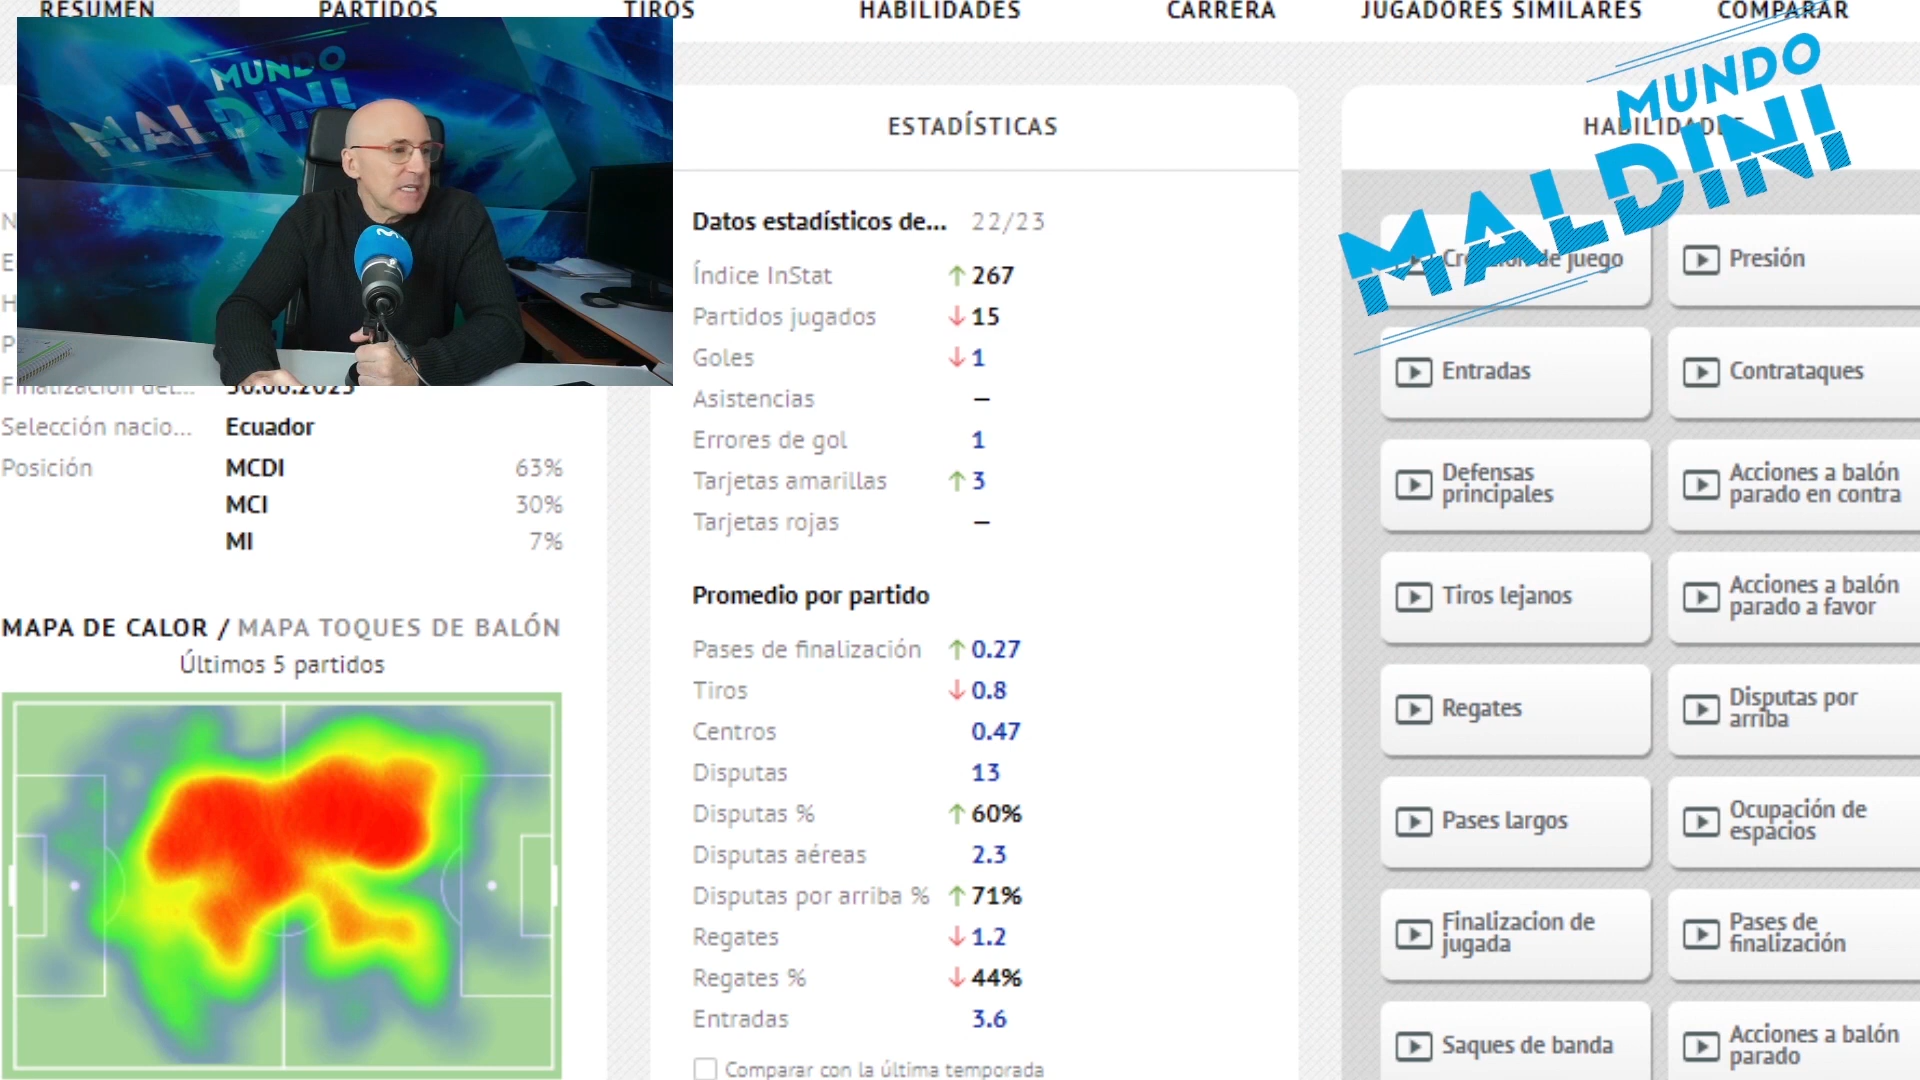 RESUMEN
PARTIDOS
TIROS
HABILIDADES
CARRERA
JUGADORES SIMILARES
COMPARAR
MUNDO
MALDINI
MUNDO
MALDINI
Selección nacio... Ecuador
Posición MCDI 63%
MCI 30%
MI 7%
MAPA DE CALOR / MAPA TOQUES DE BALÓN
Últimos 5 partidos
ESTADÍSTICAS
Datos estadísticos de... 22/23
Índice InStat ↑ 267
Partidos jugados ↓ 15
Goles ↓ 1
Asistencias –
Errores de gol 1
Tarjetas amarillas ↑ 3
Tarjetas rojas –
Promedio por partido
Pases de finalización ↑ 0.27
Tiros ↓ 0.8
Centros 0.47
Disputas 13
Disputas % ↑ 60%
Disputas aéreas 2.3
Disputas por arriba % ↑ 71%
Regates ↓ 1.2
Regates % ↓ 44%
Entradas 3.6
Comparar con la última temporada
de juego
Presión
Entradas
Contrataques
Defensas
principales
Acciones a balón
parado en contra
Tiros lejanos
Acciones a balón
parado a favor
Regates
Disputas por
arriba
Pases largos
Ocupación de
espacios
Finalizacion de
jugada
Pases de
finalización
Saques de banda
Acciones a balón
parado